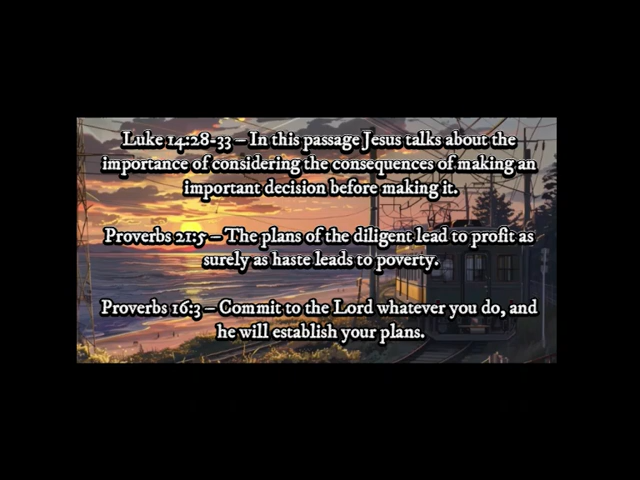 Luke 14:28-33 – In this passage Jesus talks about the
importance of considering the consequences of making an
important decision before making it.
Proverbs 21:5 – The plans of the diligent lead to profit as
surely as haste leads to poverty.
Proverbs 16:3 – Commit to the Lord whatever you do, and
he will establish your plans.